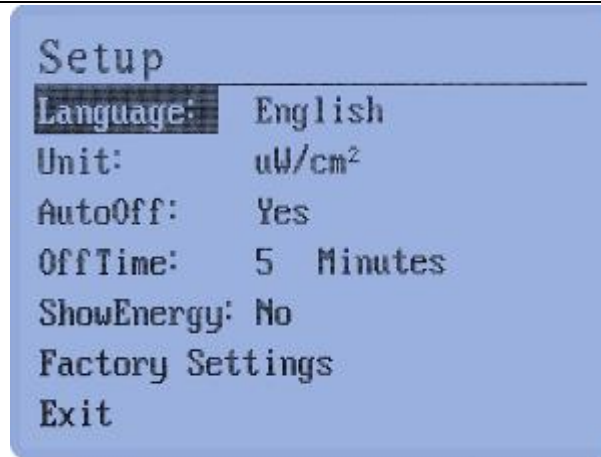 Setup
Language: English
Unit: uW/cm²
AutoOff: Yes
OffTime: 5 Minutes
ShowEnergy: No
Factory Settings
Exit